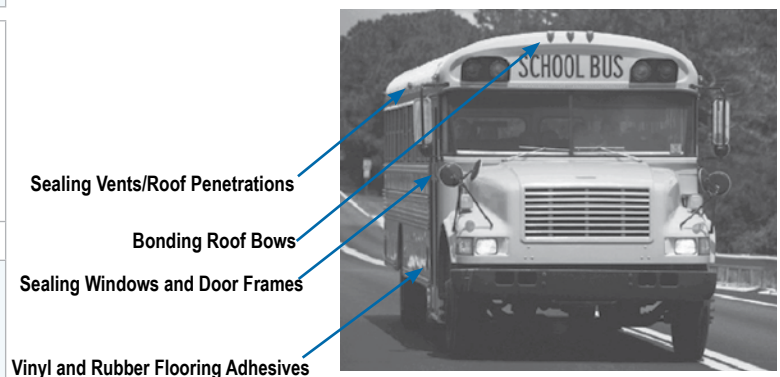 SCHOOL BUS
Sealing Vents/Roof Penetrations
Bonding Roof Bows
Sealing Windows and Door Frames
Vinyl and Rubber Flooring Adhesives